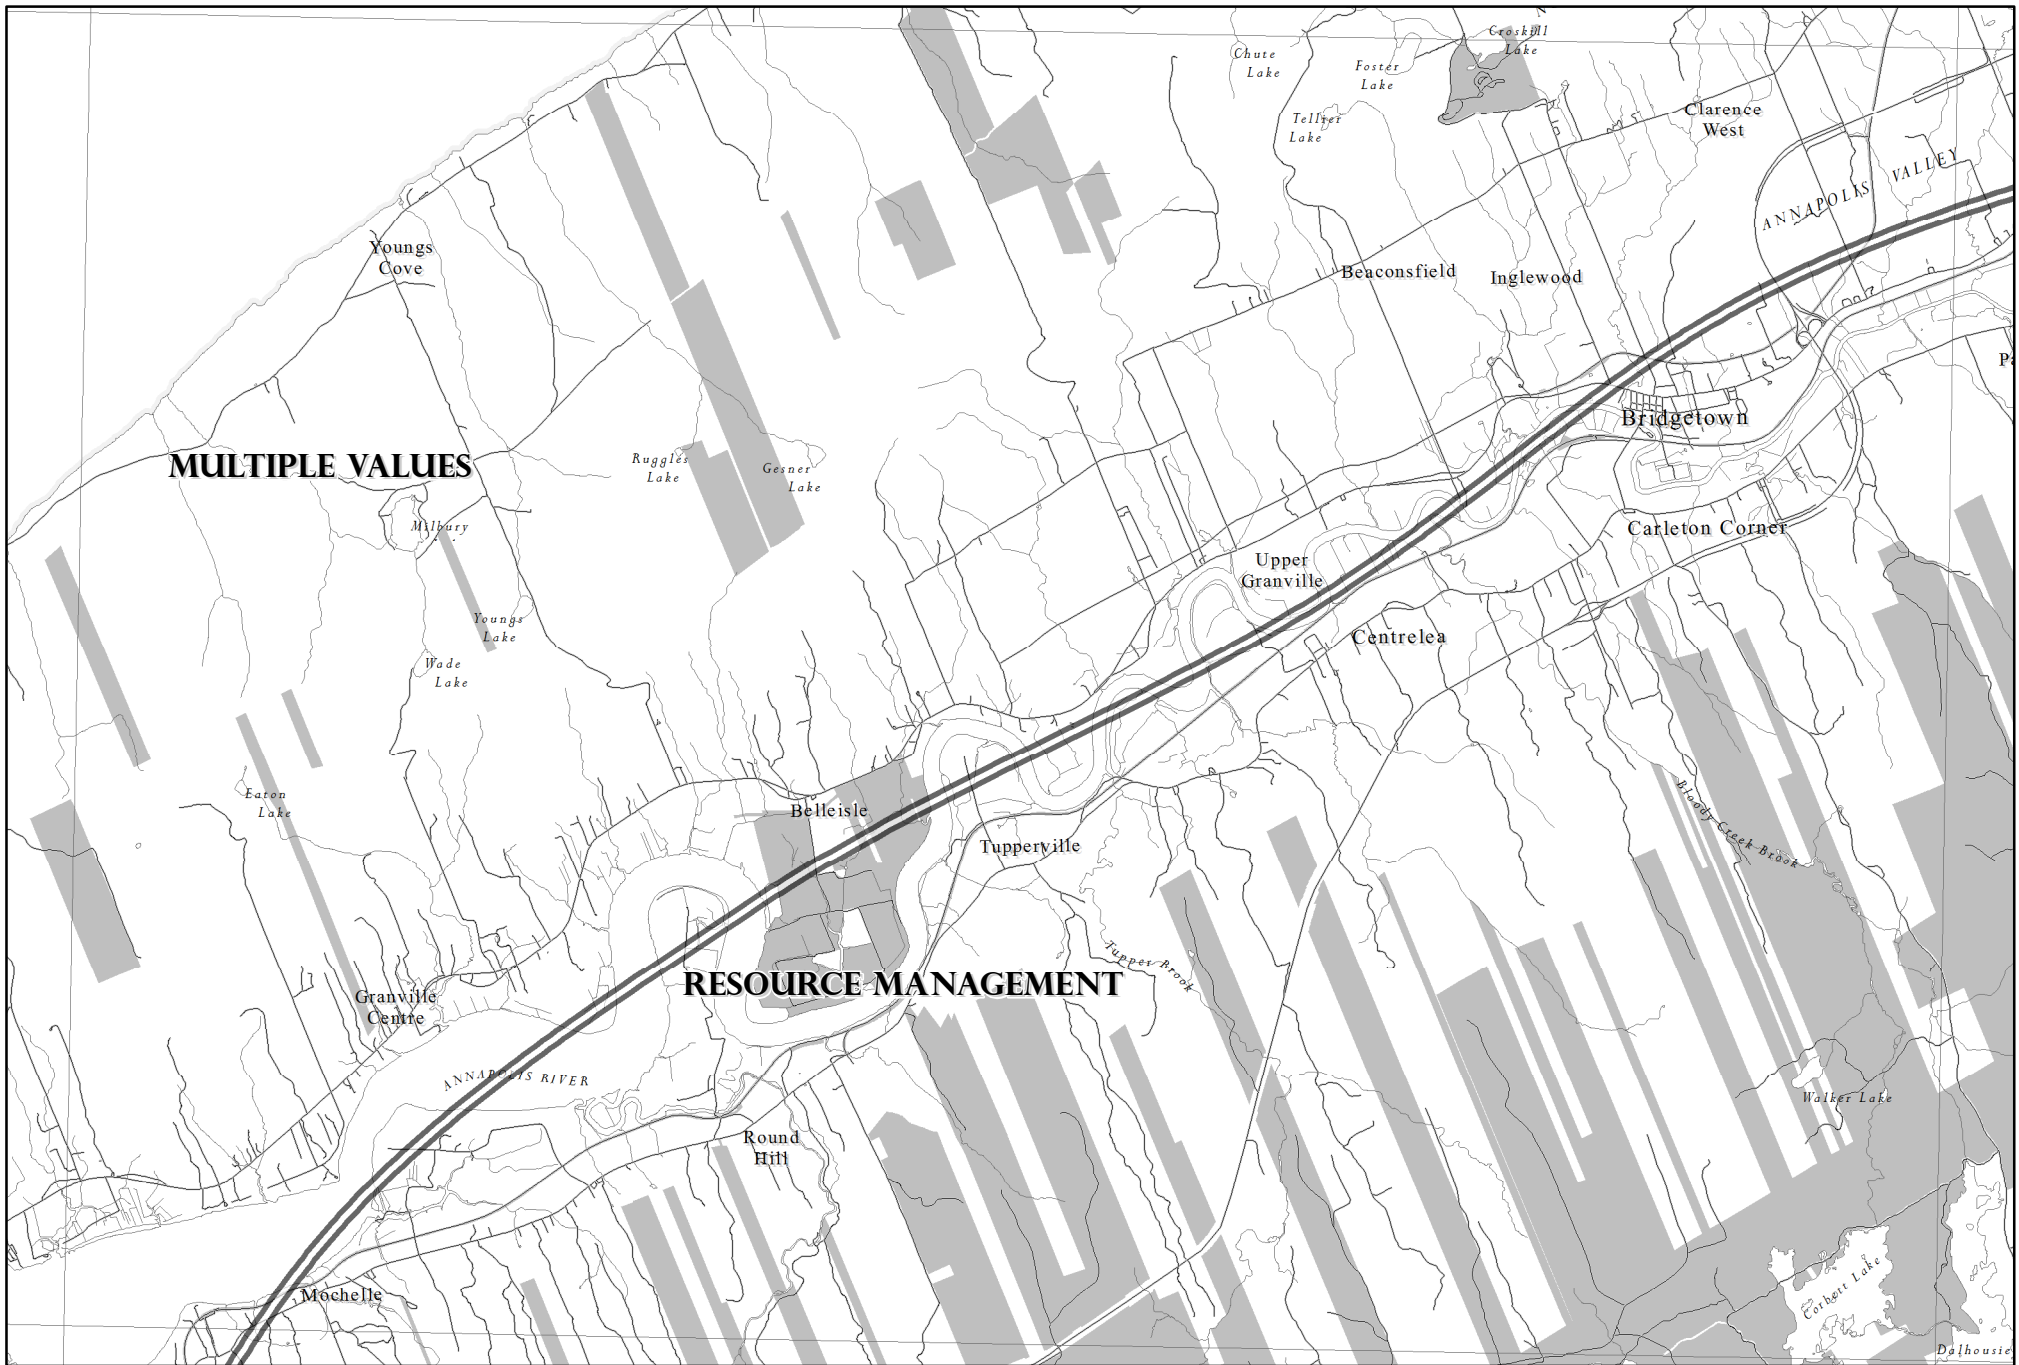 Croskill
Lake
Chute
Lake
Foster
Lake
Tellier
Lake
Clarence
West
ANNAPOLIS VALLEY
Youngs
Cove
Beaconsfield
Inglewood
Bridgetown
MULTIPLE VALUES
Ruggles
Lake
Gesner
Lake
Milbury
Carleton Corner
Upper
Granville
Youngs
Lake
Centrelea
Wade
Lake
Eaton
Lake
Belleisle
Tupperville
Bloody Creek Brook
Tupper Brook
RESOURCE MANAGEMENT
Granville
Centre
ANNAPOLIS RIVER
Walker Lake
Round
Hill
Mochelle
Corbett Lake
Dalhousie